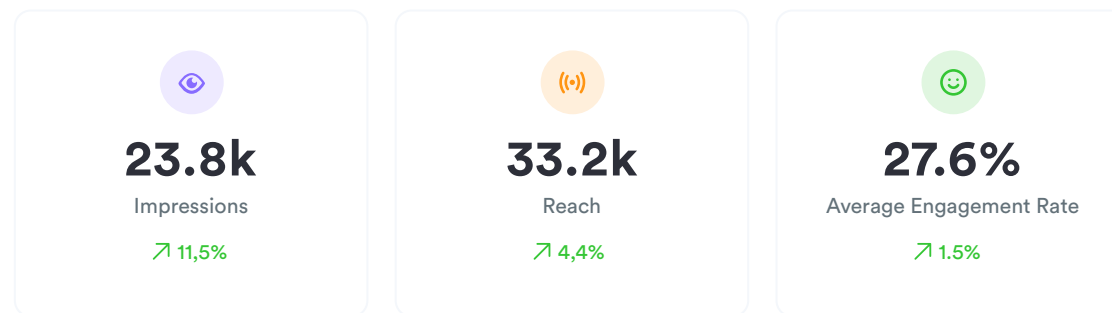 23.8k
Impressions
11,5%
33.2k
Reach
4,4%
27.6%
Average Engagement Rate
1.5%